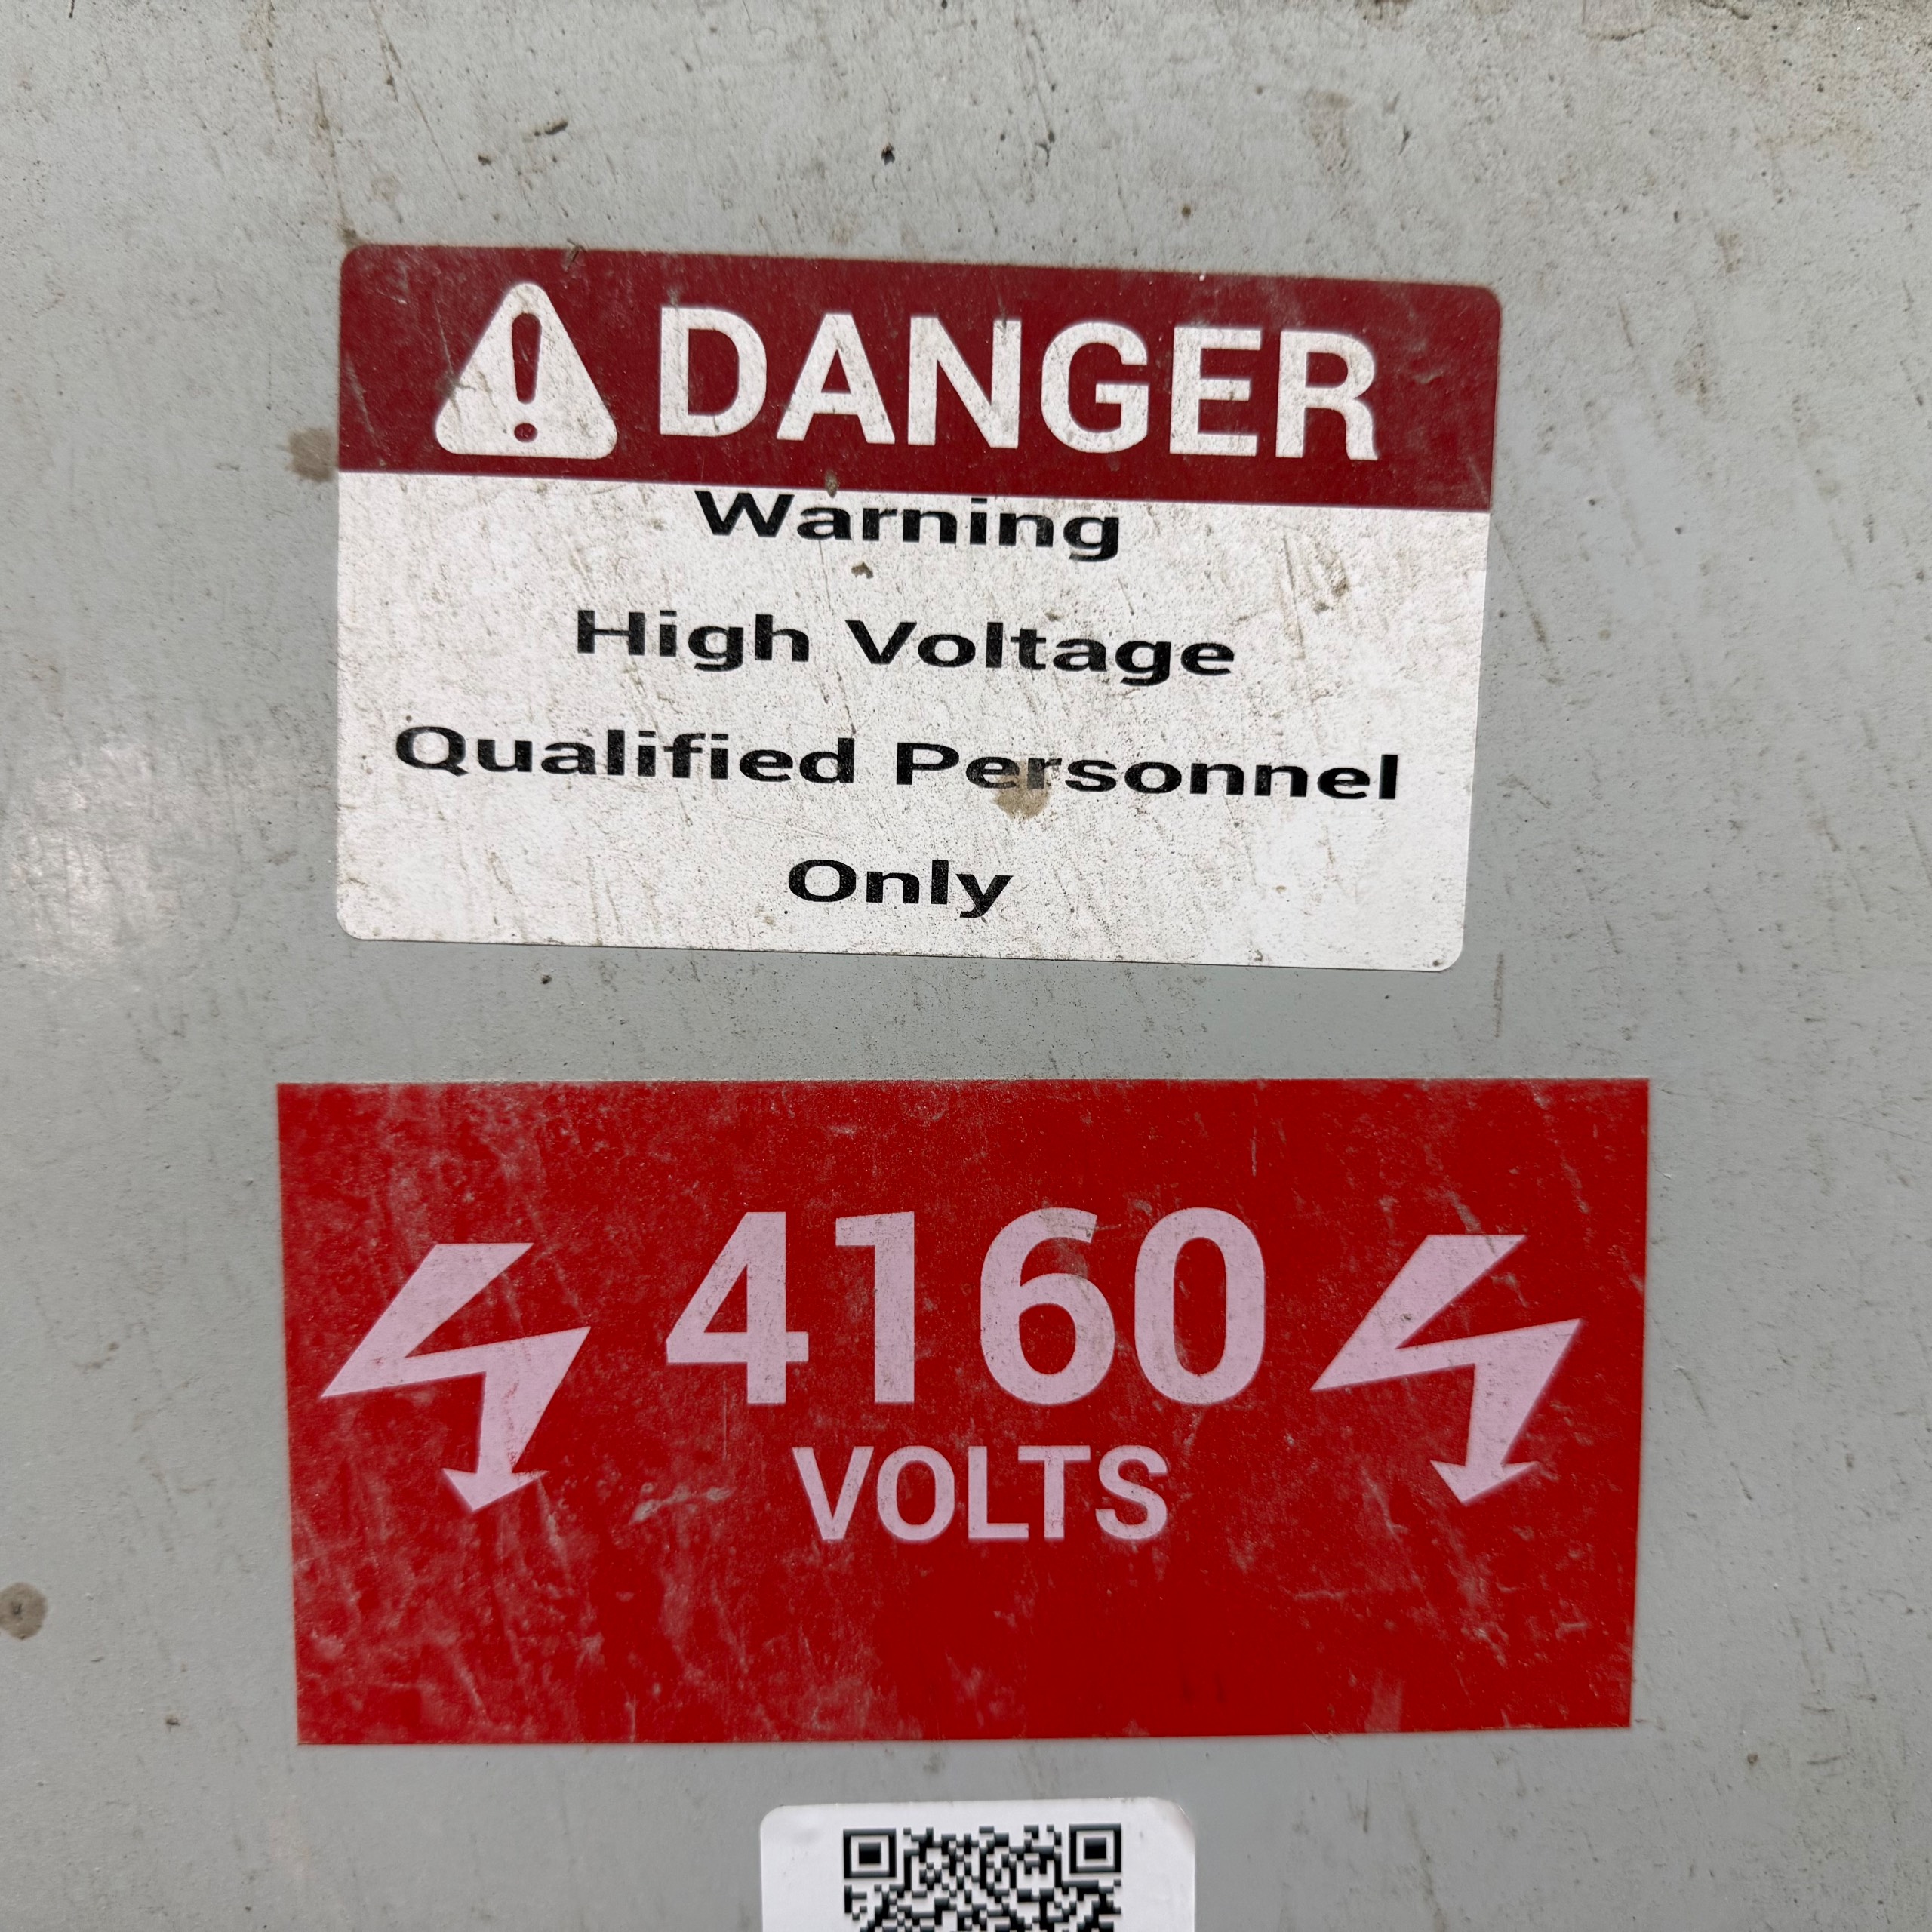 DANGER
Warning
High Voltage
Qualified Personnel
Only
4160
VOLTS